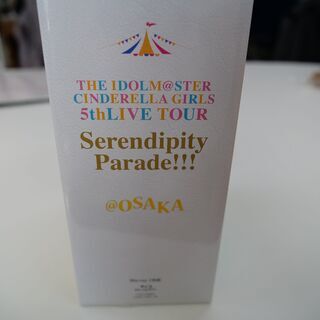 THE IDOLM@STER
CINDERELLA GIRLS
5thLIVE TOUR
Serendipity
Parade!!!
@OSAKA